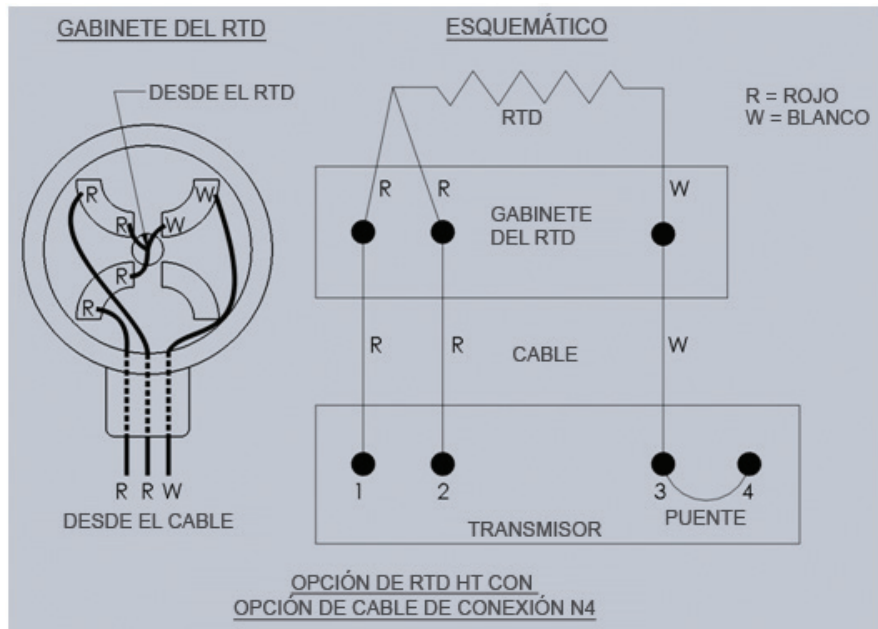 GABINETE DEL RTD
DESDE EL RTD
R
W
R
W
R
R
R R W
DESDE EL CABLE
ESQUEMÁTICO
R = ROJO
W = BLANCO
RTD
R R W
GABINETE
DEL RTD
R R W
CABLE
1 2 3 4
PUENTE
TRANSMISOR
OPCIÓN DE RTD HT CON
OPCIÓN DE CABLE DE CONEXIÓN N4